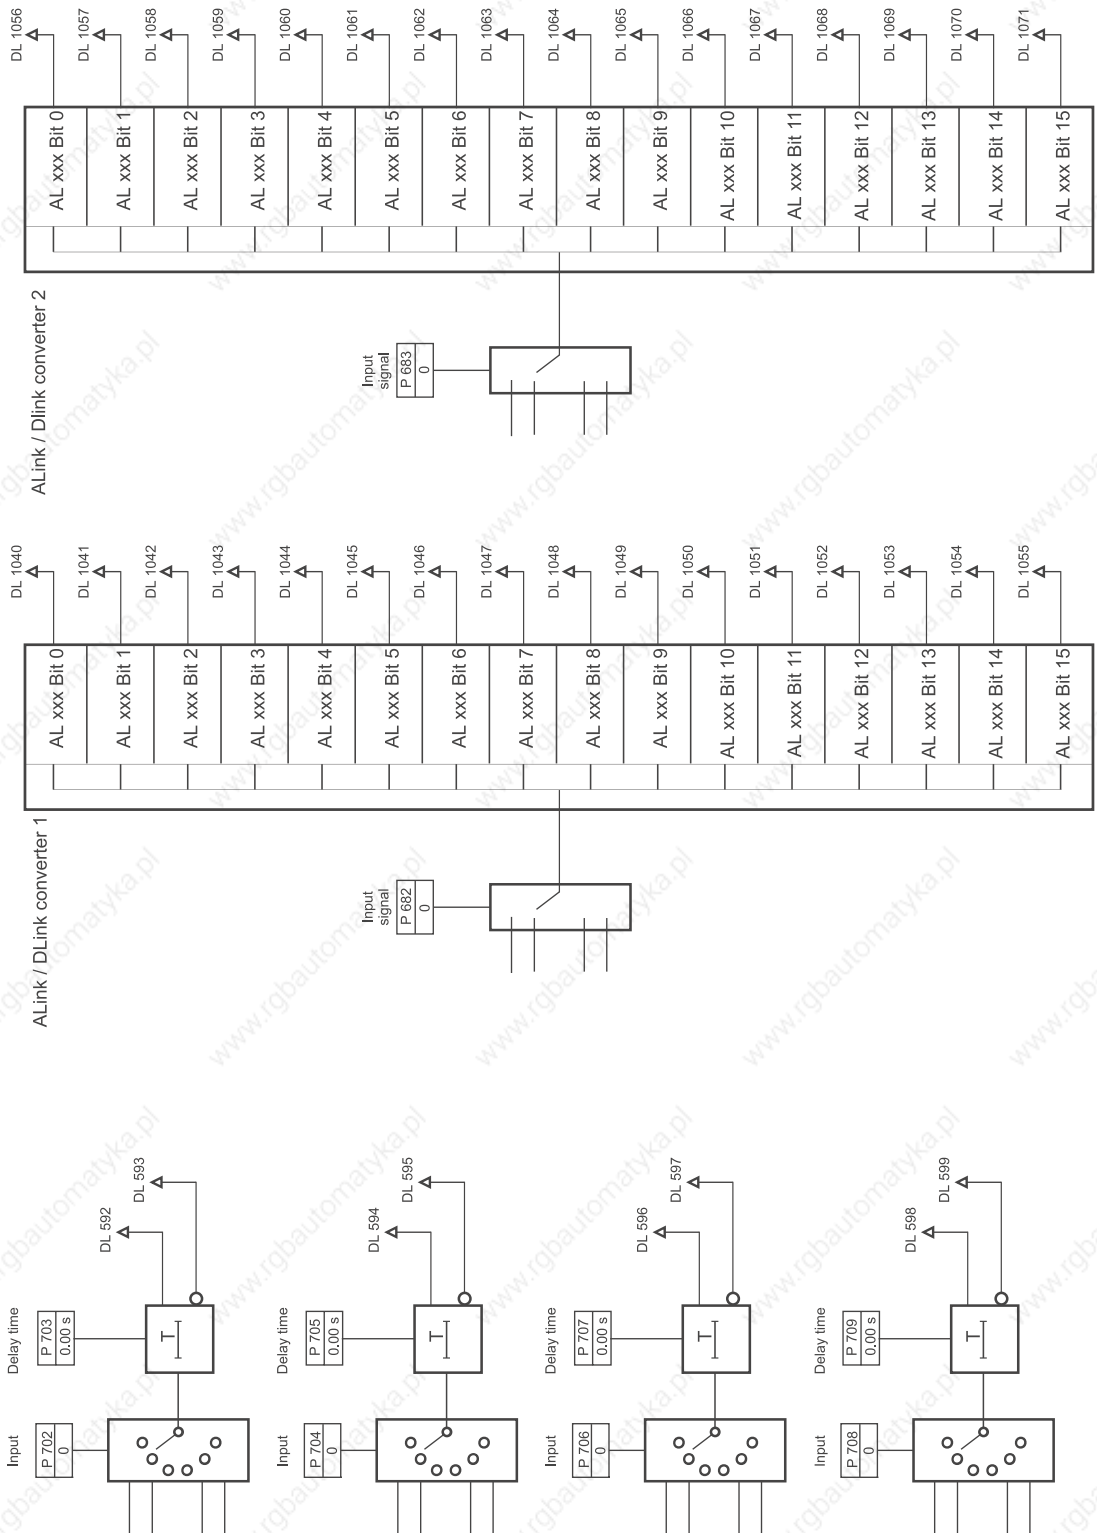 Input
P 702
0
Delay time
P 703
0.00 s
T
DL 592
DL 593
Input
P 704
0
Delay time
P 705
0.00 s
T
DL 594
DL 595
Input
P 706
0
Delay time
P 707
0.00 s
T
DL 596
DL 597
Input
P 708
0
Delay time
P 709
0.00 s
T
DL 598
DL 599
ALink / DLink converter 1
Input
signal
P 682
0
AL xxx Bit 0
DL 1040
AL xxx Bit 1
DL 1041
AL xxx Bit 2
DL 1042
AL xxx Bit 3
DL 1043
AL xxx Bit 4
DL 1044
AL xxx Bit 5
DL 1045
AL xxx Bit 6
DL 1046
AL xxx Bit 7
DL 1047
AL xxx Bit 8
DL 1048
AL xxx Bit 9
DL 1049
AL xxx Bit 10
DL 1050
AL xxx Bit 11
DL 1051
AL xxx Bit 12
DL 1052
AL xxx Bit 13
DL 1053
AL xxx Bit 14
DL 1054
AL xxx Bit 15
DL 1055
ALink / Dlink converter 2
Input
signal
P 683
0
AL xxx Bit 0
DL 1056
AL xxx Bit 1
DL 1057
AL xxx Bit 2
DL 1058
AL xxx Bit 3
DL 1059
AL xxx Bit 4
DL 1060
AL xxx Bit 5
DL 1061
AL xxx Bit 6
DL 1062
AL xxx Bit 7
DL 1063
AL xxx Bit 8
DL 1064
AL xxx Bit 9
DL 1065
AL xxx Bit 10
DL 1066
AL xxx Bit 11
DL 1067
AL xxx Bit 12
DL 1068
AL xxx Bit 13
DL 1069
AL xxx Bit 14
DL 1070
AL xxx Bit 15
DL 1071
www.rgbautomatyka.pl